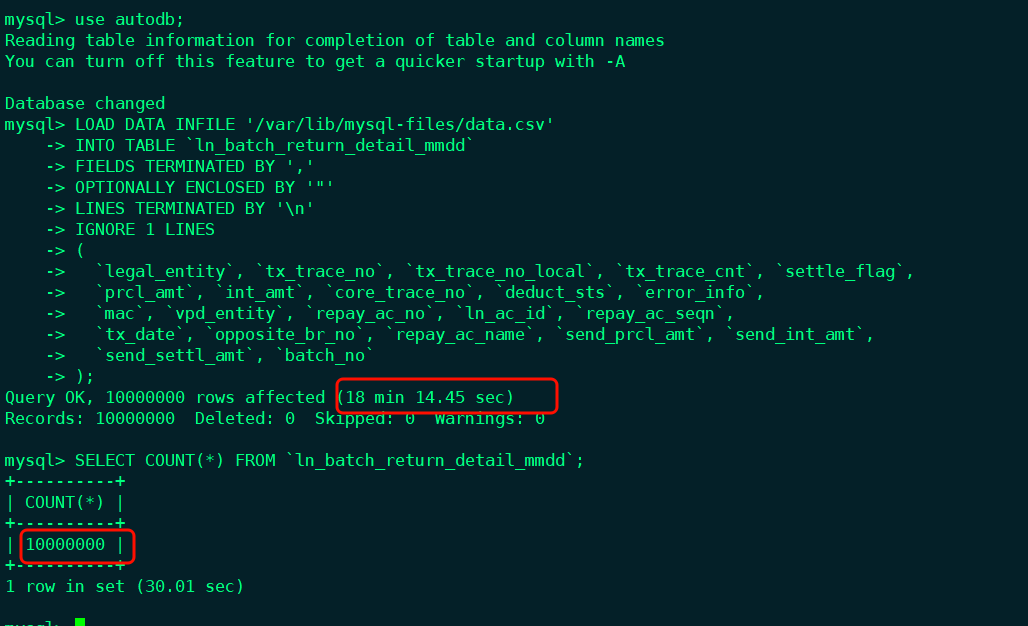 mysql> use autodb;
Reading table information for completion of table and column names
You can turn off this feature to get a quicker startup with -A
Database changed
mysql> LOAD DATA INFILE '/var/lib/mysql-files/data.csv'
    -> INTO TABLE `ln_batch_return_detail_mmdd`
    -> FIELDS TERMINATED BY ','
    -> OPTIONALLY ENCLOSED BY '"'
    -> LINES TERMINATED BY '\n'
    -> IGNORE 1 LINES
    -> (
    ->   `legal_entity`, `tx_trace_no`, `tx_trace_no_local`, `tx_trace_cnt`, `settle_flag`,
    ->   `prcl_amt`, `int_amt`, `core_trace_no`, `deduct_sts`, `error_info`,
    ->   `mac`, `vpd_entity`, `repay_ac_no`, `ln_ac_id`, `repay_ac_seqn`,
    ->   `tx_date`, `opposite_br_no`, `repay_ac_name`, `send_prcl_amt`, `send_int_amt`,
    ->   `send_settl_amt`, `batch_no`
    -> );
Query OK, 10000000 rows affected (18 min 14.45 sec)
Records: 10000000  Deleted: 0  Skipped: 0  Warnings: 0
mysql> SELECT COUNT(*) FROM `ln_batch_return_detail_mmdd`;
+----------+
| COUNT(*) |
+----------+
| 10000000 |
+----------+
1 row in set (30.01 sec)
mysql>